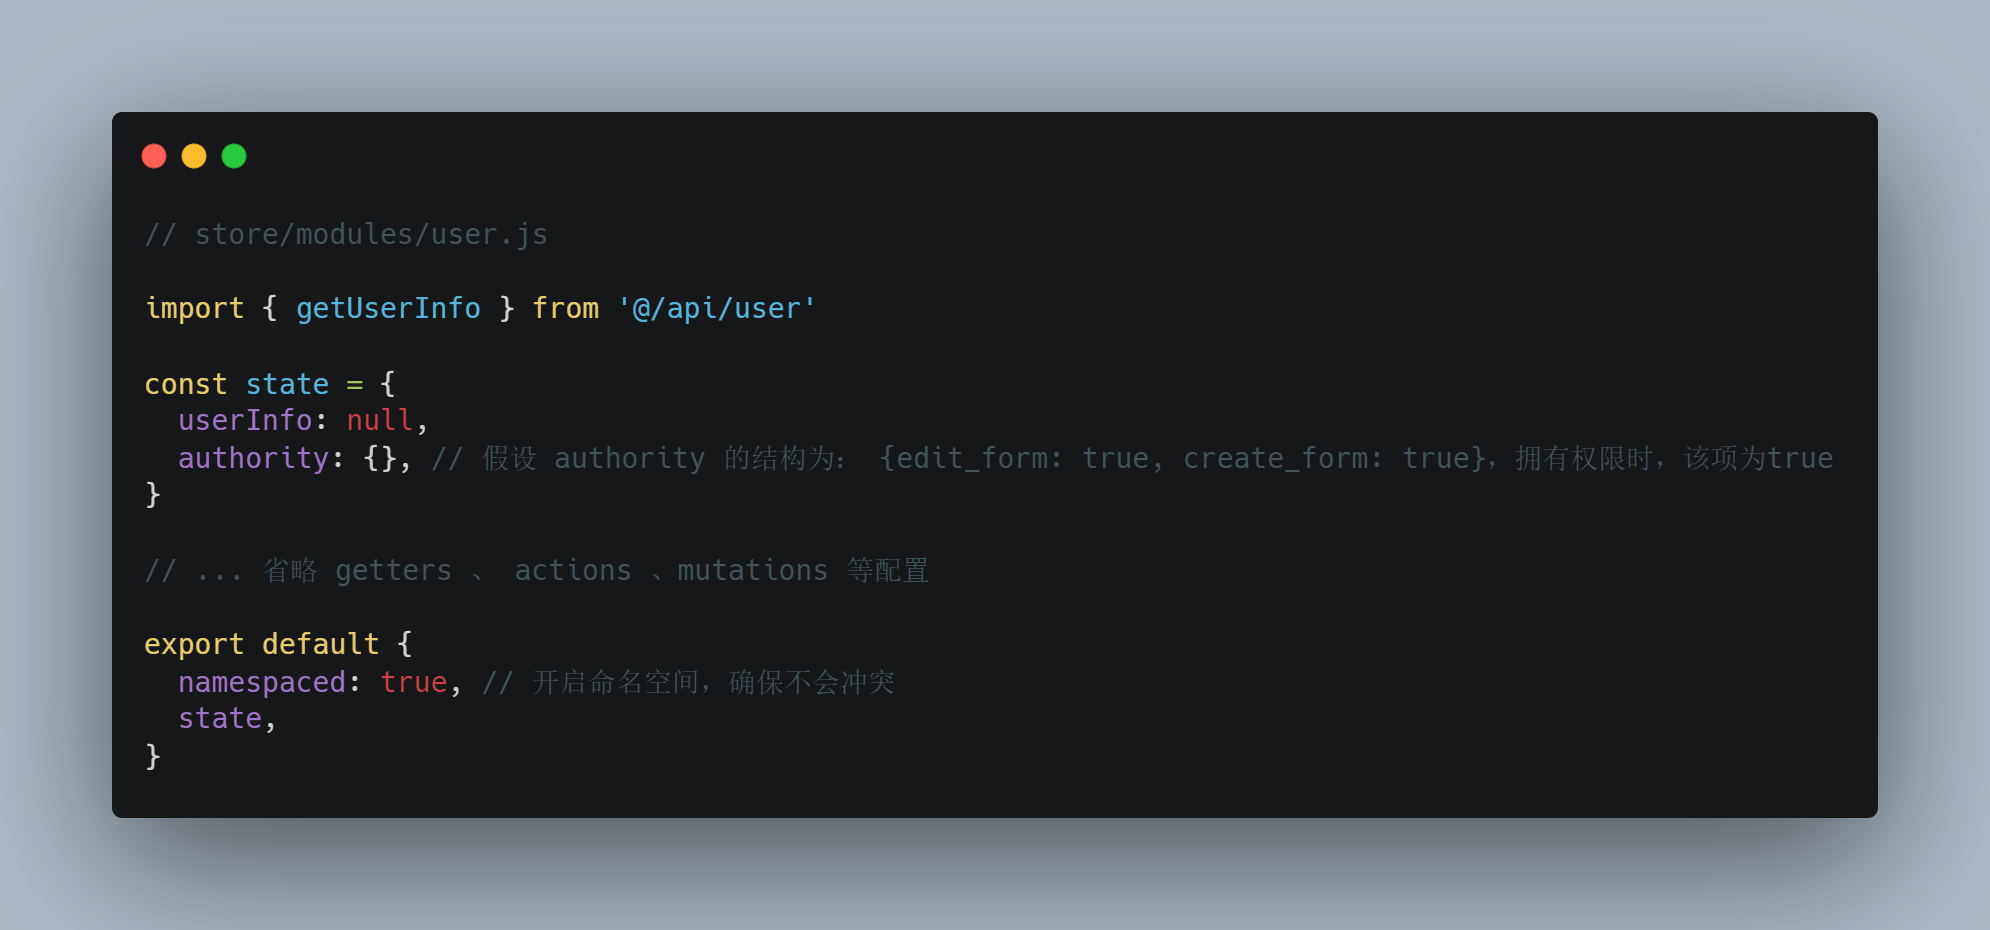 // store/modules/user.js
import { getUserInfo } from '@/api/user'
const state = {
  userInfo: null,
  authority: {}, // 假设 authority 的结构为： {edit_form: true, create_form: true}，拥有权限时，该项为true
}
// ... 省略 getters 、 actions 、mutations 等配置
export default {
  namespaced: true, // 开启命名空间，确保不会冲突
  state,
}